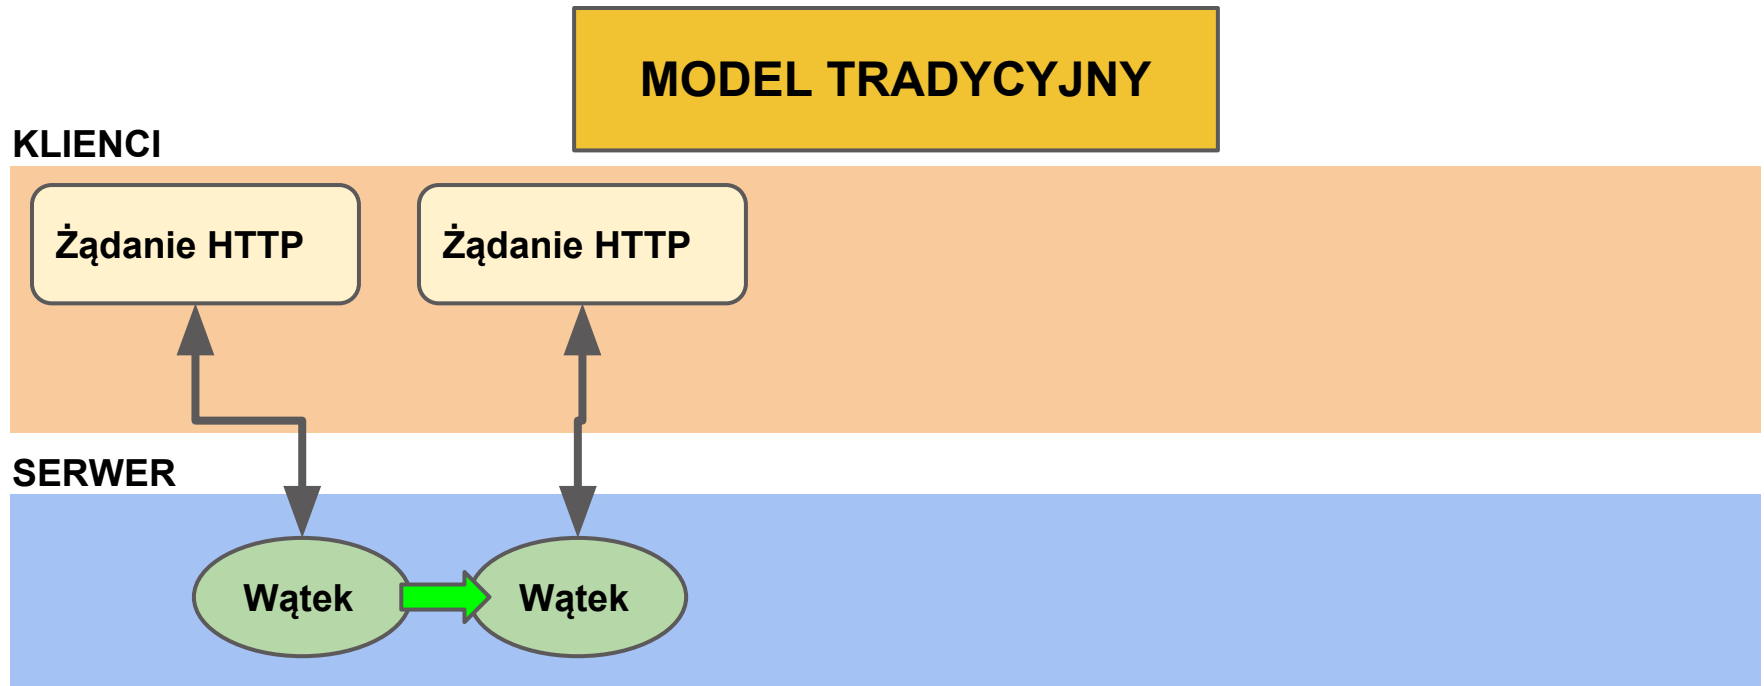 MODEL TRADYCYJNY
KLIENCI
Żądanie HTTP
Żądanie HTTP
SERWER
Wątek
Wątek